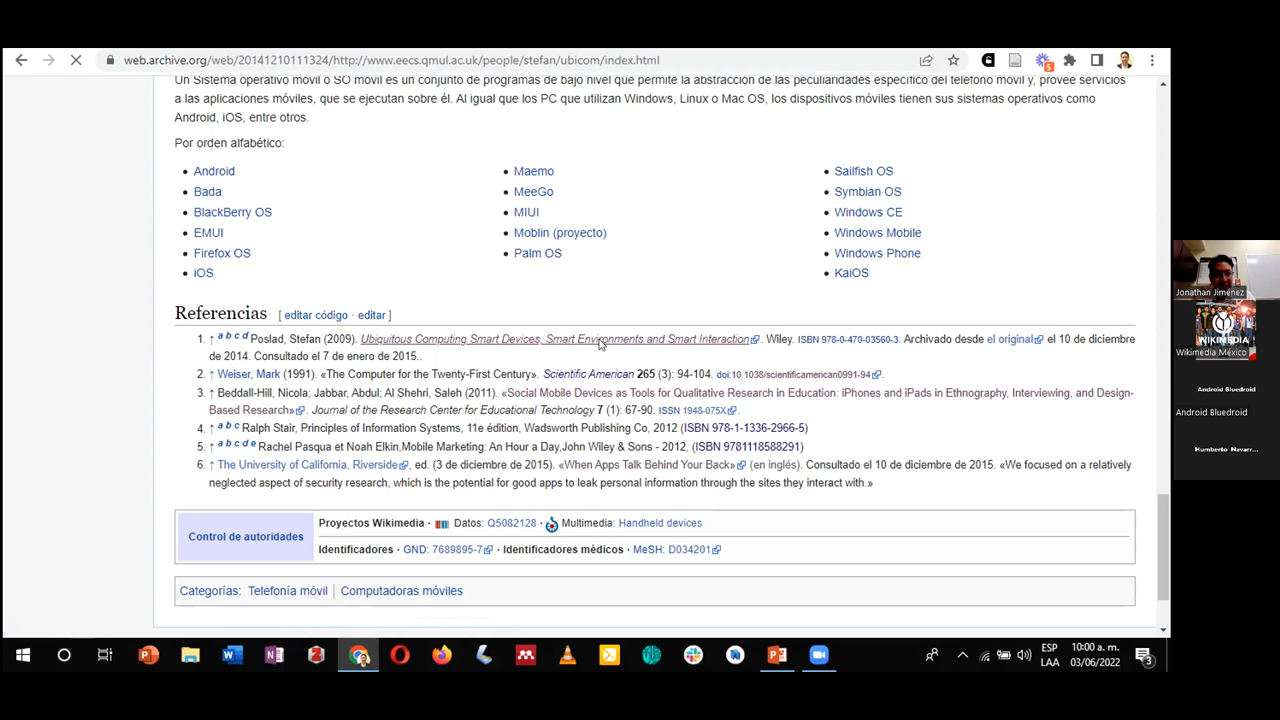 web.archive.org/web/20141210111324/http://www.eecs.qmul.ac.uk/people/stefan/ubicom/index.html
5
Un Sistema operativo móvil o SO móvil es un conjunto de programas de bajo nivel que permite la abstracción de las peculiaridades específico del teléfono móvil y, provee servicios
a las aplicaciones móviles, que se ejecutan sobre él. Al igual que los PC que utilizan Windows, Linux o Mac OS, los dispositivos móviles tienen sus sistemas operativos como
Android, iOS, entre otros.
Por orden alfabético:
Android
Bada
BlackBerry OS
EMUI
Firefox OS
iOS
Maemo
MeeGo
MIUI
Moblin (proyecto)
Palm OS
Sailfish OS
Symbian OS
Windows CE
Windows Mobile
Windows Phone
KaiOS
Referencias [ editar código · editar ]
1. ↑ a b c d Poslad, Stefan (2009). Ubiquitous Computing Smart Devices, Smart Environments and Smart Interaction. Wiley. ISBN 978-0-470-03560-3. Archivado desde el original el 10 de diciembre
de 2014. Consultado el 7 de enero de 2015..
2. ↑ Weiser, Mark (1991). «The Computer for the Twenty-First Century». Scientific American 265 (3): 94-104. doi:10.1038/scientificamerican0991-94.
3. ↑ Beddall-Hill, Nicola; Jabbar, Abdul; Al Shehri, Saleh (2011). «Social Mobile Devices as Tools for Qualitative Research in Education: iPhones and iPads in Ethnography, Interviewing, and Design-
Based Research». Journal of the Research Center for Educational Technology 7 (1): 67-90. ISSN 1948-075X.
4. ↑ a b c Ralph Stair, Principles of Information Systems, 11e édition, Wadsworth Publishing Co, 2012 (ISBN 978-1-1336-2966-5)
5. ↑ a b c d e Rachel Pasqua et Noah Elkin,Mobile Marketing: An Hour a Day,John Wiley & Sons - 2012, (ISBN 9781118588291)
6. ↑ The University of California, Riverside, ed. (3 de diciembre de 2015). «When Apps Talk Behind Your Back» (en inglés). Consultado el 10 de diciembre de 2015. «We focused on a relatively
neglected aspect of security research, which is the potential for good apps to leak personal information through the sites they interact with.»
Control de autoridades
Proyectos Wikimedia · Datos: Q5082128 · Multimedia: Handheld devices
Identificadores · GND: 7689895-7 · Identificadores médicos · MeSH: D034201
Categorías: Telefonía móvil | Computadoras móviles
Jonathan Jiménez
WIKIMEDIA
Wikimedia México
Android Bluedroid
Android Bluedroid
Humberto Navarr...
ESP
LAA
10:00 a. m.
03/06/2022
3